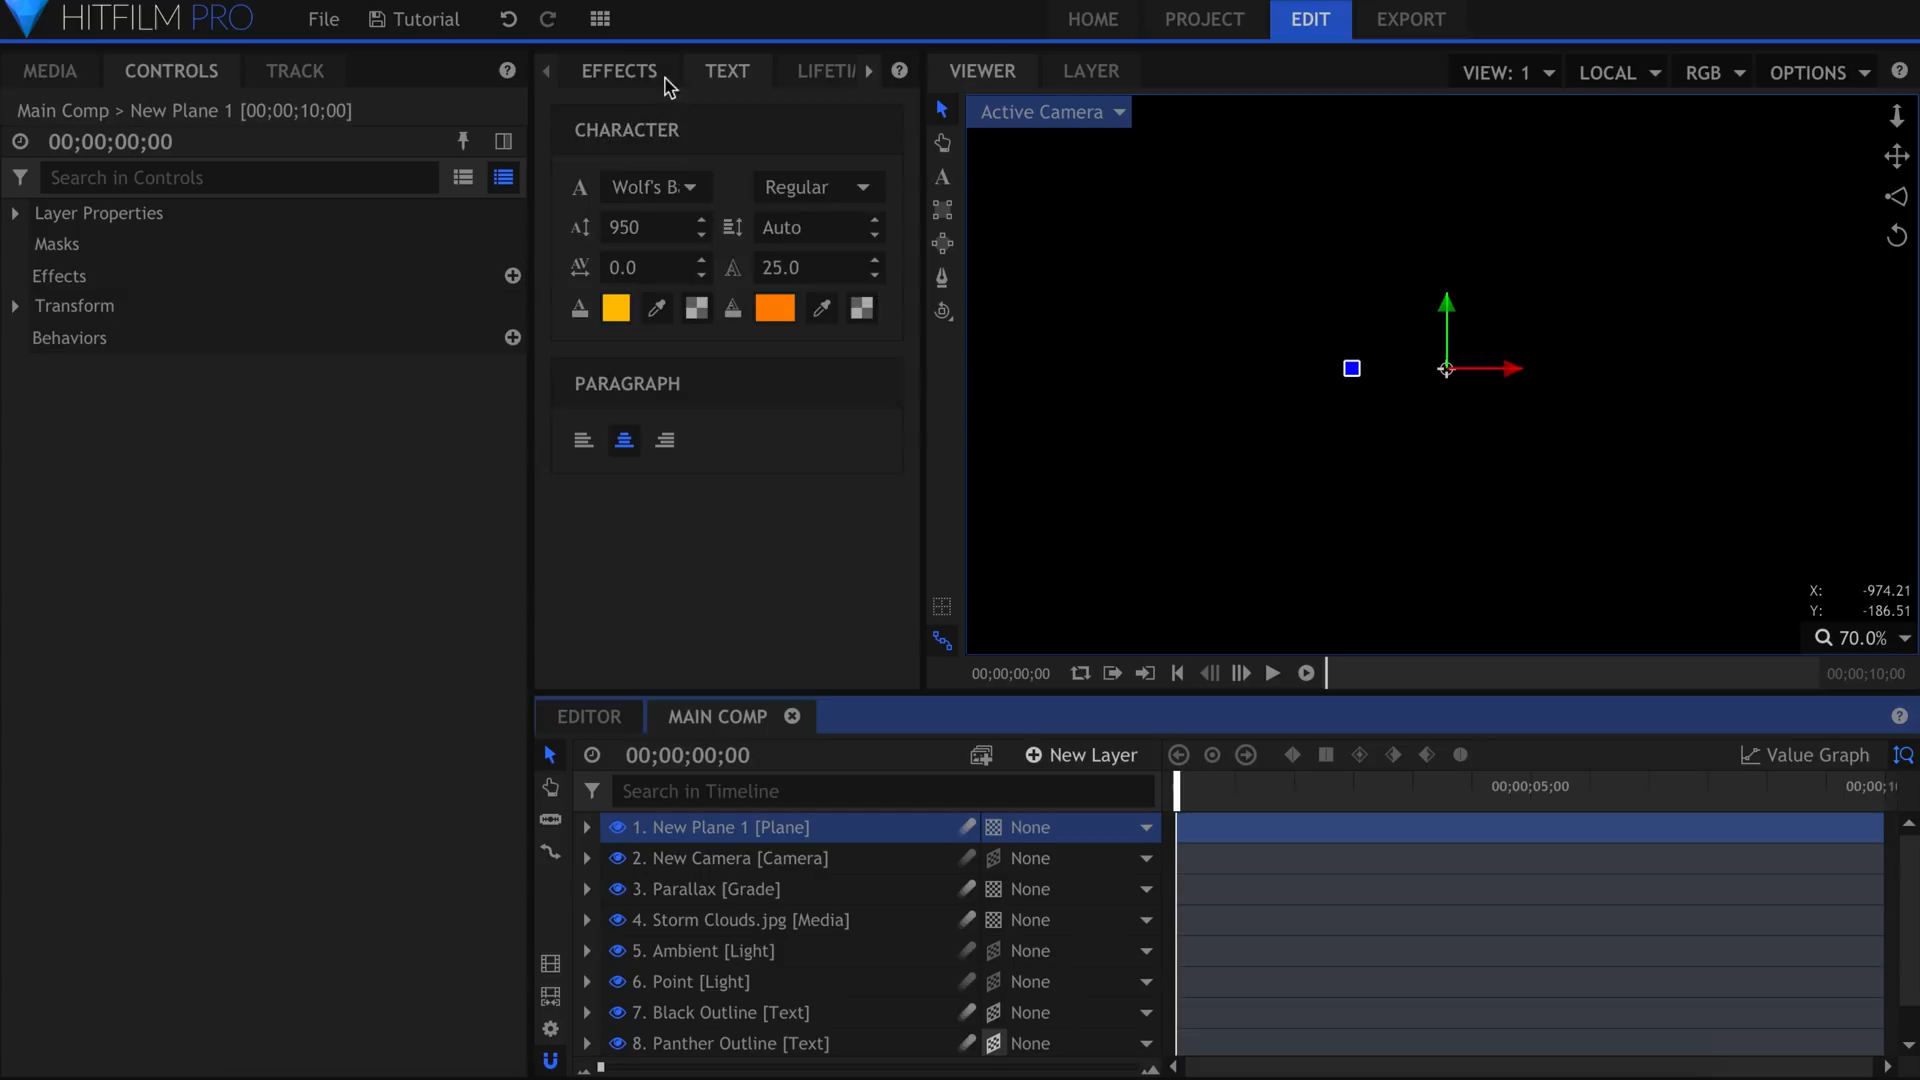 HITFILM PRO File Tutorial HOME PROJECT EDIT EXPORT
MEDIA CONTROLS TRACK
EFFECTS TEXT LIFETI
VIEWER LAYER VIEW: 1 LOCAL RGB OPTIONS
Main Comp > New Plane 1 [00;00;10;00]
00;00;00;00
Search in Controls
Layer Properties
Masks
Effects
Transform
Behaviors
CHARACTER
Wolf's B Regular
950 Auto
0.0 25.0
PARAGRAPH
Active Camera
X: -974.21
Y: -186.51
70.0%
00;00;00;00 00;00;10;00
EDITOR MAIN COMP
00;00;00;00 New Layer Value Graph
Search in Timeline 00;00;05;00 00;00;1
1. New Plane 1 [Plane] None
2. New Camera [Camera] None
3. Parallax [Grade] None
4. Storm Clouds.jpg [Media] None
5. Ambient [Light] None
6. Point [Light] None
7. Black Outline [Text] None
8. Panther Outline [Text] None